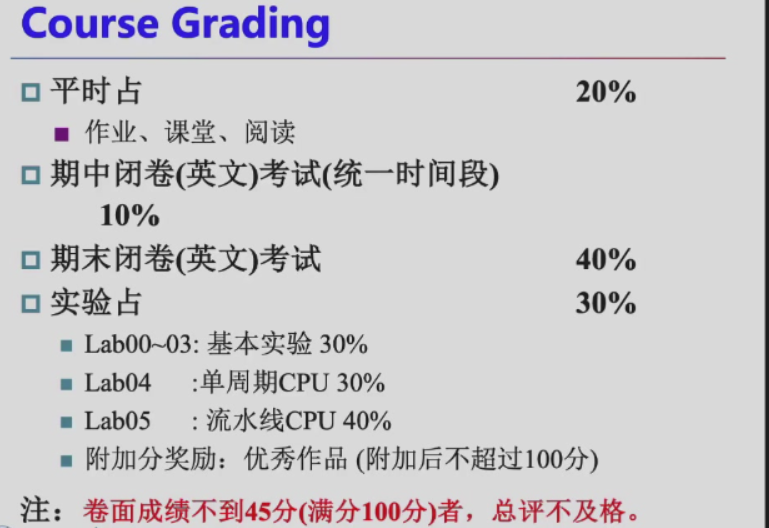 Course Grading
平时占 20%
作业、课堂、阅读
期中闭卷(英文)考试(统一时间段)
10%
期末闭卷(英文)考试 40%
实验占 30%
Lab00~03: 基本实验 30%
Lab04 :单周期CPU 30%
Lab05 : 流水线CPU 40%
附加分奖励：优秀作品 (附加后不超过100分)
注：卷面成绩不到45分(满分100分)者，总评不及格。